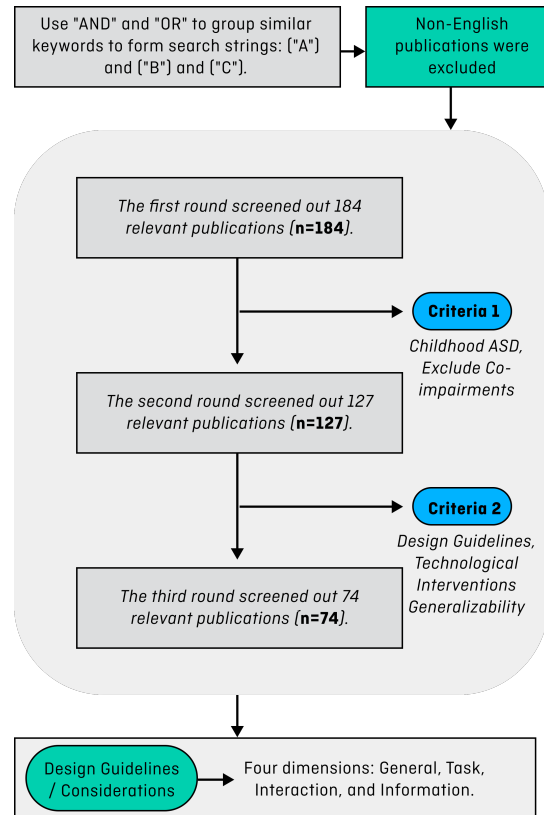 Use "AND" and "OR" to group similar
keywords to form search strings: ("A")
and ("B") and ("C").
Non-English
publications were
excluded
The first round screened out 184
relevant publications (n=184).
Criteria 1
Childhood ASD,
Exclude Co-
impairments
The second round screened out 127
relevant publications (n=127).
Criteria 2
Design Guidelines,
Technological
Interventions
Generalizability
The third round screened out 74
relevant publications (n=74).
Design Guidelines
/ Considerations
Four dimensions: General, Task,
Interaction, and Information.